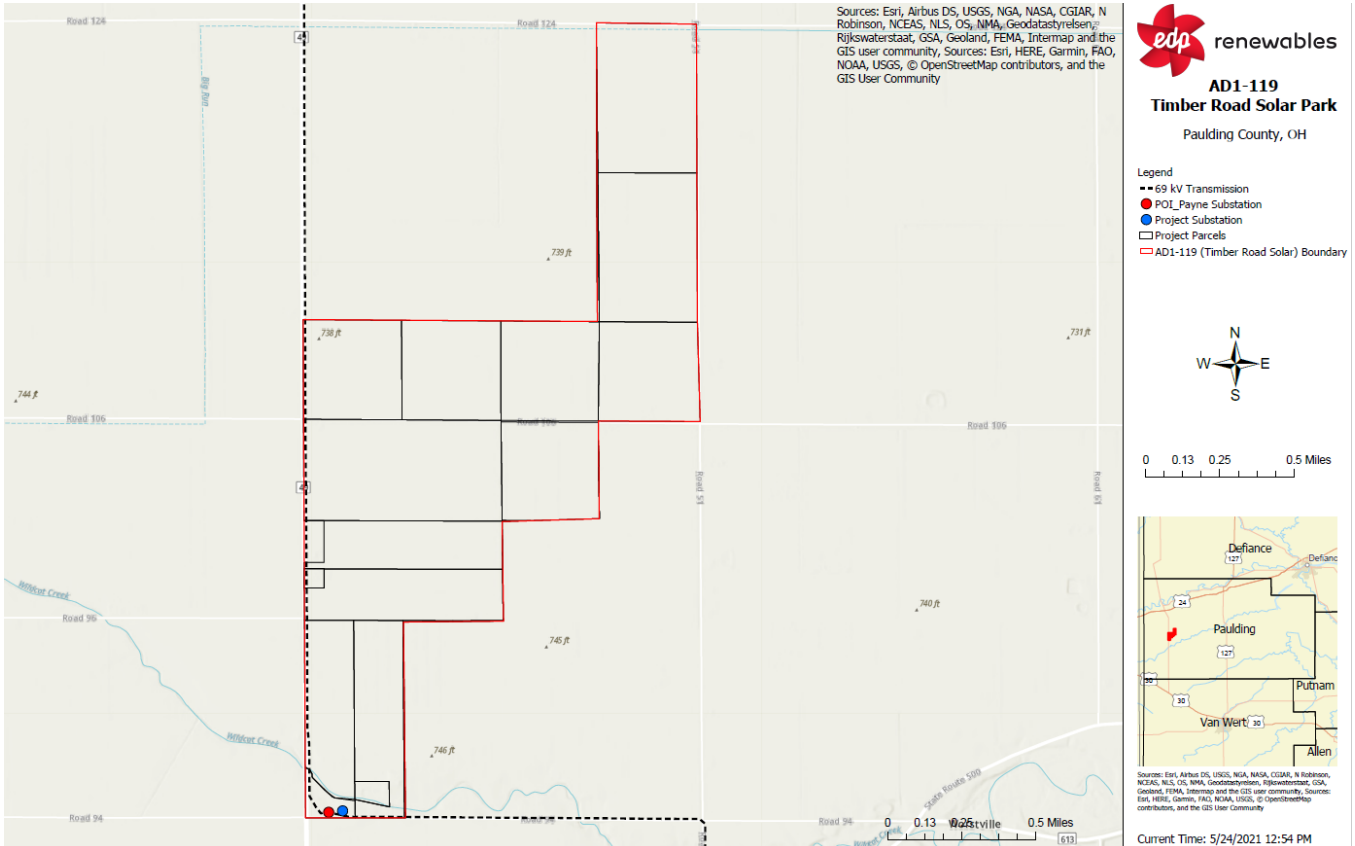 Sources: Esri, Airbus DS, USGS, NGA, NASA, CGIAR, N
Robinson, NCEAS, NLS, OS, NMA, Geodatastyrelsen,
Rijkswaterstaat, GSA, Geoland, FEMA, Intermap and the
GIS user community, Sources: Esri, HERE, Garmin, FAO,
NOAA, USGS, © OpenStreetMap contributors, and the
GIS User Community
Road 124
Road 124
Big Run
739 ft
738 ft
731 ft
744 ft
Road 106
Road 106
Road 106
Road 51
Road 61
Wildcat Creek
Road 96
740 ft
745 ft
Wildcat Creek
746 ft
State Route 500
Road 94
Road 94
Road 94
0 0.13 0.25 0.5 Miles
Worstville
Wildcat Creek
613
edp renewables
AD1-119
Timber Road Solar Park
Paulding County, OH
Legend
69 kV Transmission
POI_Payne Substation
Project Substation
Project Parcels
AD1-119 (Timber Road Solar) Boundary
N
W E
S
0 0.13 0.25 0.5 Miles
Defiance
127
Defianc
24
Paulding
127
30
Putnam
30
Van Wert 30
Allen
Sources: Esri, Airbus DS, USGS, NGA, NASA, CGIAR, N Robinson,
NCEAS, NLS, OS, NMA, Geodatastyrelsen, Rijkswaterstaat, GSA,
Geoland, FEMA, Intermap and the GIS user community, Sources:
Esri, HERE, Garmin, FAO, NOAA, USGS, © OpenStreetMap
contributors, and the GIS User Community
Current Time: 5/24/2021 12:54 PM